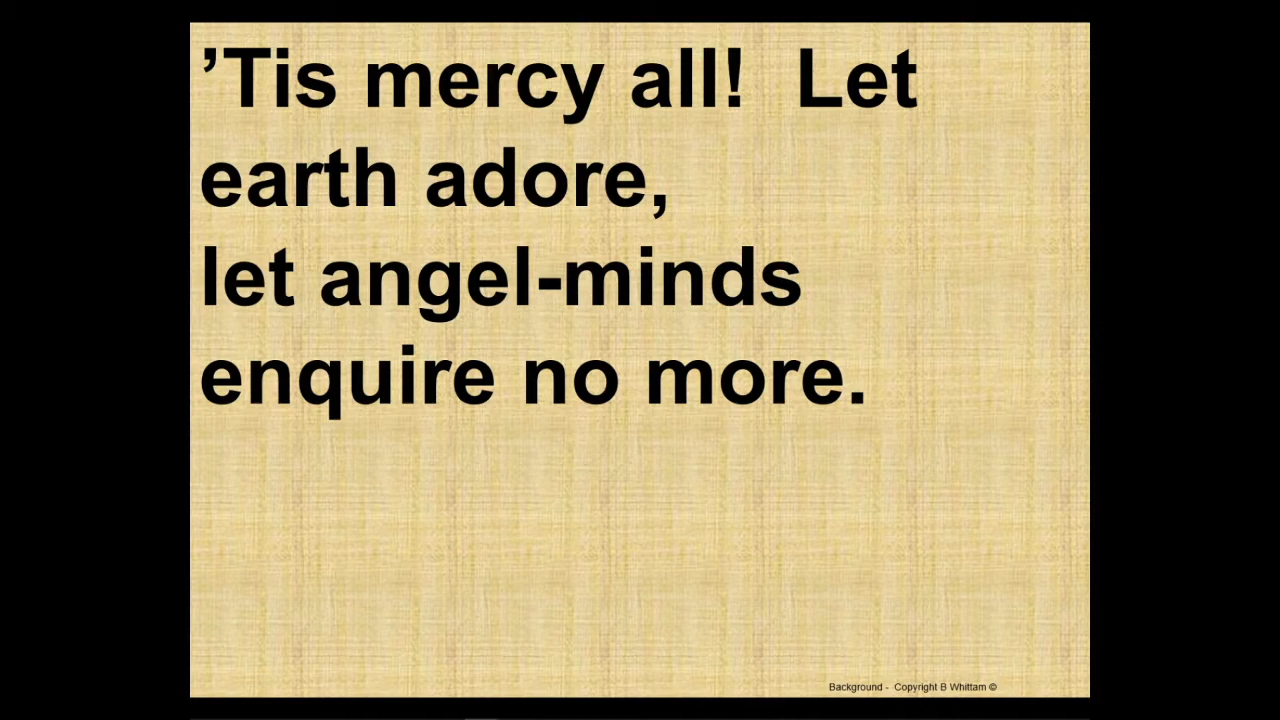 ’Tis mercy all!  Let
earth adore,
let angel-minds
enquire no more.
Background -  Copyright B Whittam ©